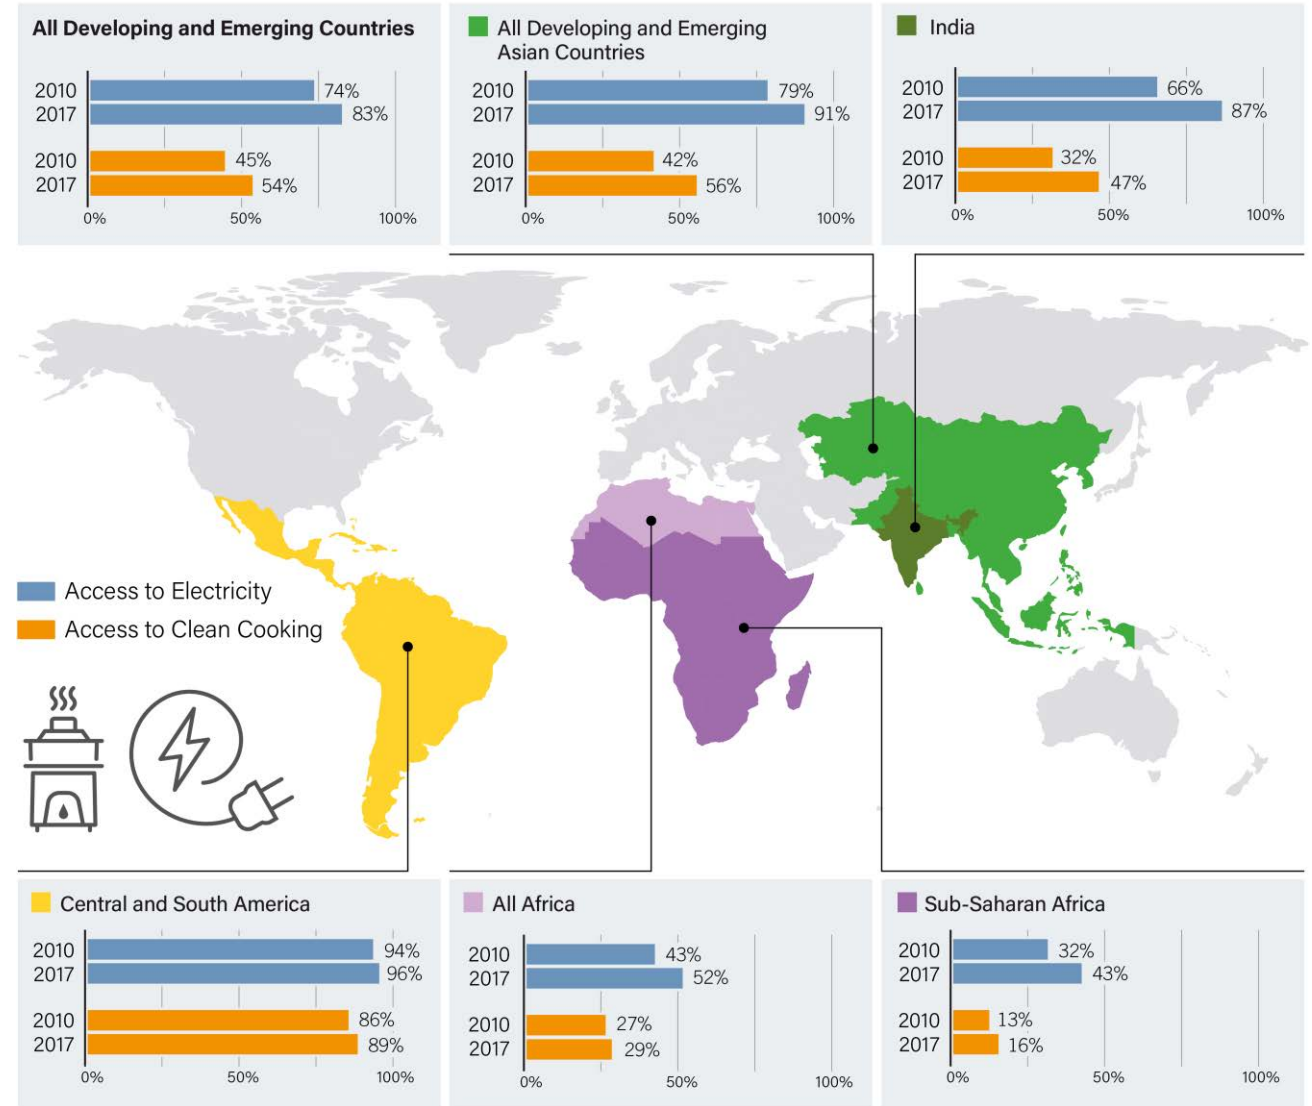 All Developing and Emerging Countries
2010 74%
2017 83%
2010 45%
2017 54%
0% 50% 100%
All Developing and Emerging
Asian Countries
2010 79%
2017 91%
2010 42%
2017 56%
0% 50% 100%
India
2010 66%
2017 87%
2010 32%
2017 47%
0% 50% 100%
Access to Electricity
Access to Clean Cooking
Central and South America
2010 94%
2017 96%
2010 86%
2017 89%
0% 50% 100%
All Africa
2010 43%
2017 52%
2010 27%
2017 29%
0% 50% 100%
Sub-Saharan Africa
2010 32%
2017 43%
2010 13%
2017 16%
0% 50% 100%